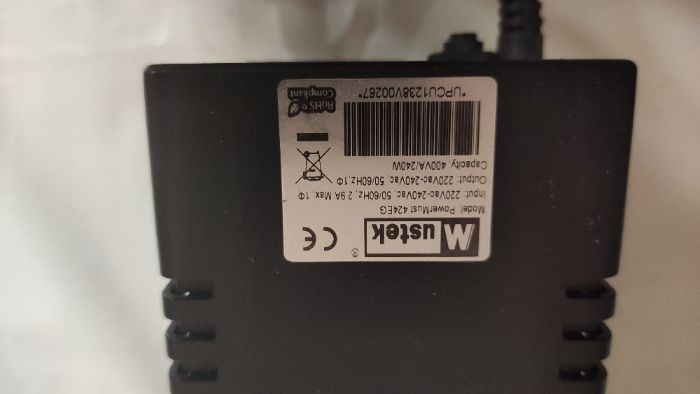 Mustek
®
CE
Model: PowerMust 424EG
Input: 220Vac-240Vac, 50/60Hz, 2.9A Max, 1Φ
Output: 220Vac-240Vac, 50/60Hz,1Φ
Capacity: 400VA/240W
*UPCU1238V00267*
RoHS
Compliant